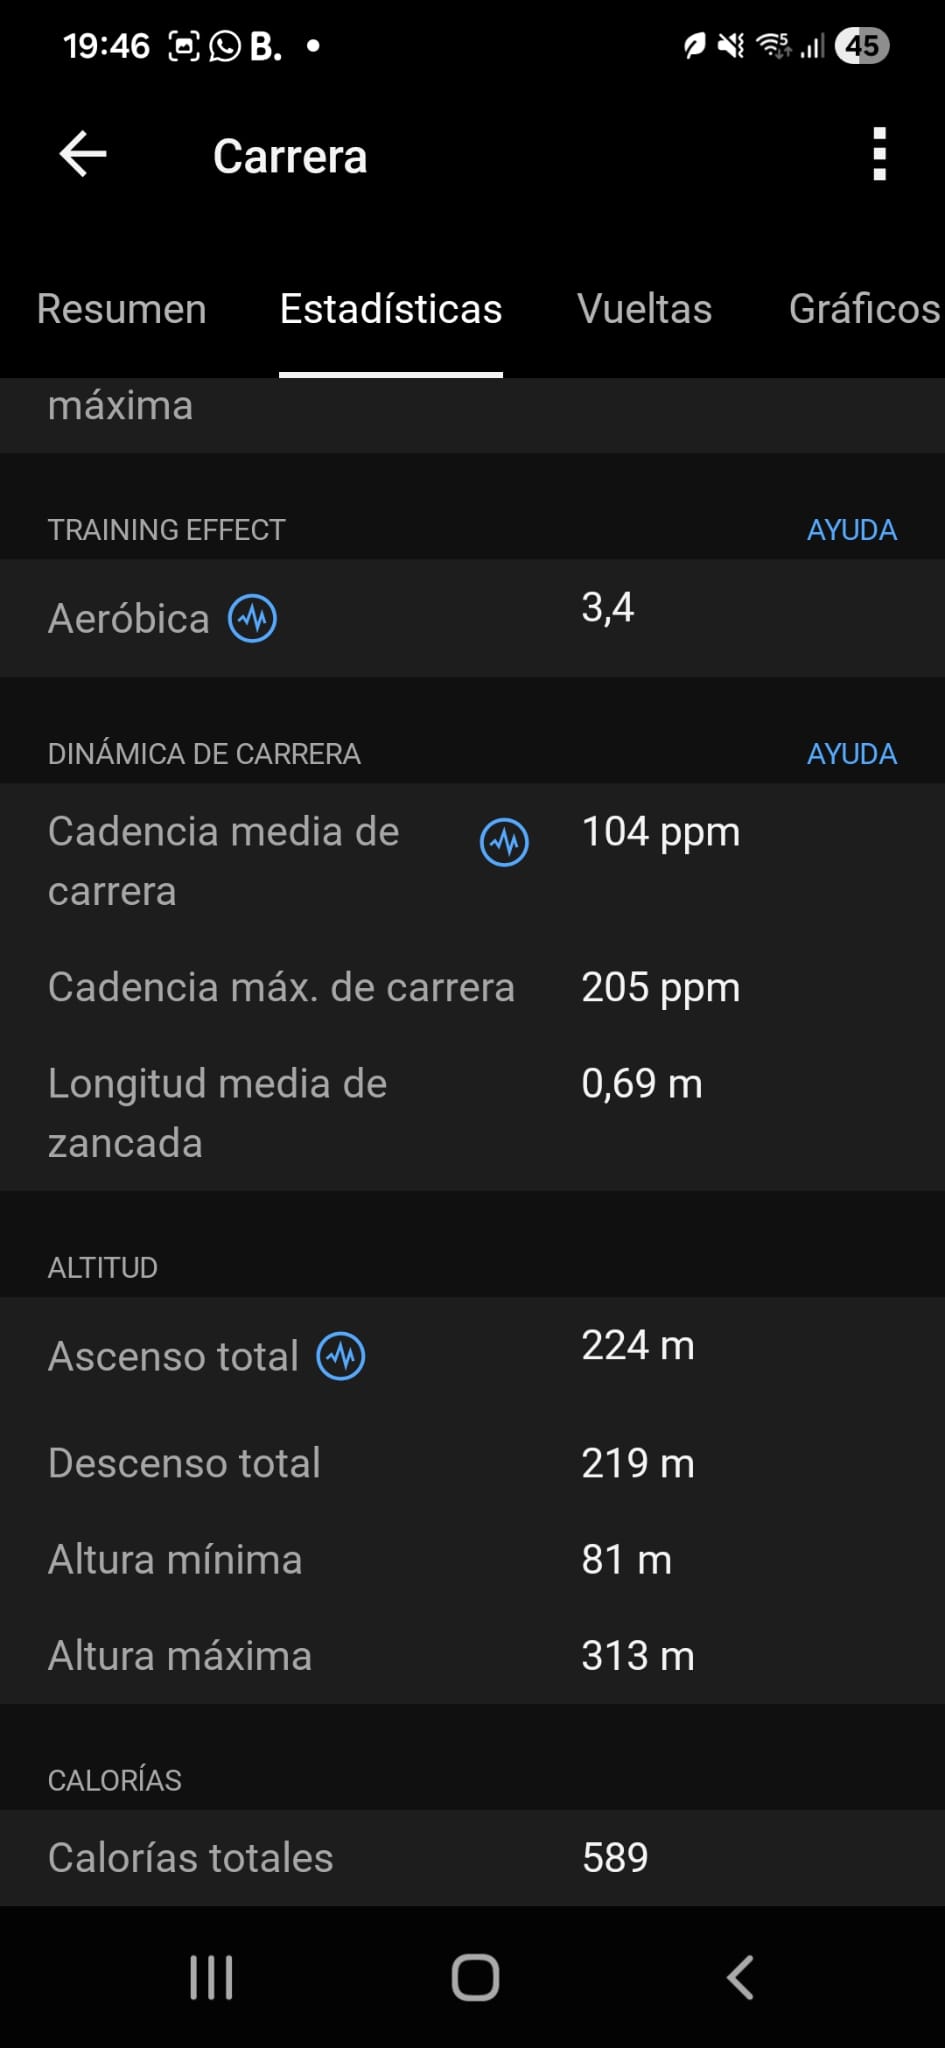 19:46 B. 5 45
Carrera
Resumen Estadísticas Vueltas Gráficos
máxima
TRAINING EFFECT AYUDA
Aeróbica 3,4
DINÁMICA DE CARRERA AYUDA
Cadencia media de 104 ppm
carrera
Cadencia máx. de carrera 205 ppm
Longitud media de 0,69 m
zancada
ALTITUD
Ascenso total 224 m
Descenso total 219 m
Altura mínima 81 m
Altura máxima 313 m
CALORÍAS
Calorías totales 589